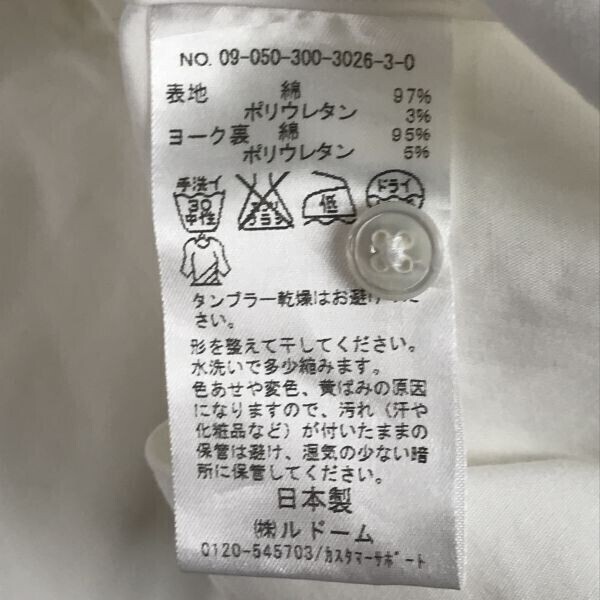 NO. 09-050-300-3026-3-0
表地 綿 97%
ポリウレタン 3%
ヨーク裏 綿 95%
ポリウレタン 5%
手洗イ 30 中性 エンソ サラシ 低 ドライ
タンブラー乾燥はお避け
さい。
形を整えて干してください。
水洗いで多少縮みます。
色あせや変色、黄ばみの原因
になりますので、汚れ（汗や
化粧品など）が付いたままの
保管は避け、湿気の少ない暗
所に保管してください。
日本製
㈱ルドーム
0120-545703/カスタマーサポート